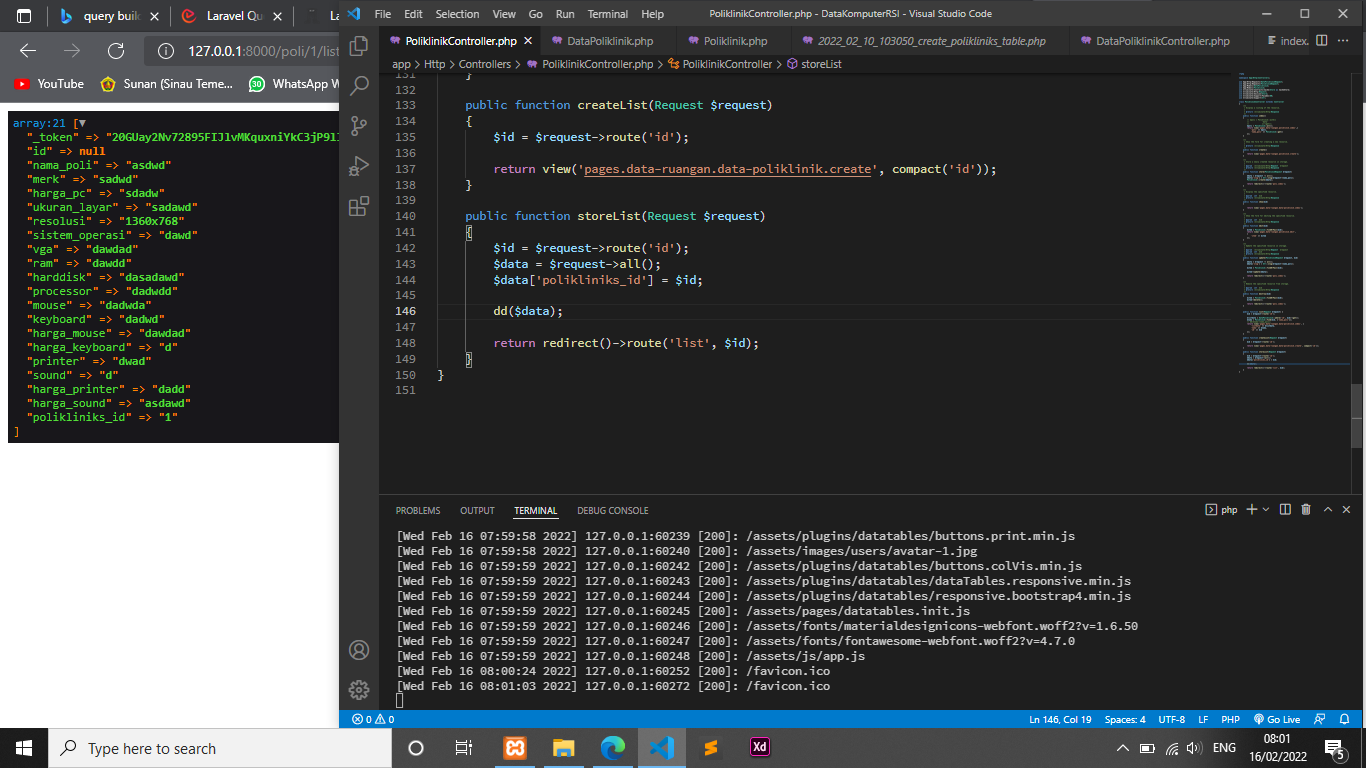 query buil
Laravel Qu
La
127.0.0.1:8000/poli/1/list
YouTube
Sunan (Sinau Teme...
30
WhatsApp W
array:21 [▼
"_token" => "20GUay2Nv72895FIJ1vMKquxniYkC3jP9l
"id" => null
"nama_poli" => "asdwd"
"merk" => "sadwd"
"harga_pc" => "sdadw"
"ukuran_layar" => "sadawd"
"resolusi" => "1360x768"
"sistem_operasi" => "dawd"
"vga" => "dawdad"
"ram" => "dawdd"
"harddisk" => "dasadawd"
"processor" => "dadwdd"
"mouse" => "dadwda"
"keyboard" => "dadwd"
"harga_mouse" => "dawdad"
"harga_keyboard" => "d"
"printer" => "dwad"
"sound" => "d"
"harga_printer" => "dadd"
"harga_sound" => "asdawd"
"polikliniks_id" => "1"
]
File Edit Selection View Go Run Terminal Help
PoliklinikController.php - DataKomputerRSI - Visual Studio Code
PoliklinikController.php
DataPoliklinik.php
Poliklinik.php
2022_02_10_103050_create_polikliniks_table.php
DataPoliklinikController.php
index.
app > Http > Controllers > PoliklinikController.php > PoliklinikController > storeList
131 }
132
133 public function createList(Request $request)
134 {
135 $id = $request->route('id');
136
137 return view('pages.data-ruangan.data-poliklinik.create', compact('id'));
138 }
139
140 public function storeList(Request $request)
141 {
142 $id = $request->route('id');
143 $data = $request->all();
144 $data['polikliniks_id'] = $id;
145
146 dd($data);
147
148 return redirect()->route('list', $id);
149 }
150 }
151
PROBLEMS OUTPUT TERMINAL DEBUG CONSOLE
php
[Wed Feb 16 07:59:58 2022] 127.0.0.1:60239 [200]: /assets/plugins/datatables/buttons.print.min.js
[Wed Feb 16 07:59:58 2022] 127.0.0.1:60240 [200]: /assets/images/users/avatar-1.jpg
[Wed Feb 16 07:59:58 2022] 127.0.0.1:60242 [200]: /assets/plugins/datatables/buttons.colVis.min.js
[Wed Feb 16 07:59:59 2022] 127.0.0.1:60243 [200]: /assets/plugins/datatables/dataTables.responsive.min.js
[Wed Feb 16 07:59:59 2022] 127.0.0.1:60244 [200]: /assets/plugins/datatables/responsive.bootstrap4.min.js
[Wed Feb 16 07:59:59 2022] 127.0.0.1:60245 [200]: /assets/pages/datatables.init.js
[Wed Feb 16 07:59:59 2022] 127.0.0.1:60246 [200]: /assets/fonts/materialdesignicons-webfont.woff2?v=1.6.50
[Wed Feb 16 07:59:59 2022] 127.0.0.1:60247 [200]: /assets/fonts/fontawesome-webfont.woff2?v=4.7.0
[Wed Feb 16 07:59:59 2022] 127.0.0.1:60248 [200]: /assets/js/app.js
[Wed Feb 16 08:00:24 2022] 127.0.0.1:60252 [200]: /favicon.ico
[Wed Feb 16 08:01:03 2022] 127.0.0.1:60272 [200]: /favicon.ico
0 0
Ln 146, Col 19 Spaces: 4 UTF-8 LF PHP Go Live
Type here to search
Xd
ENG
08:01
16/02/2022
5